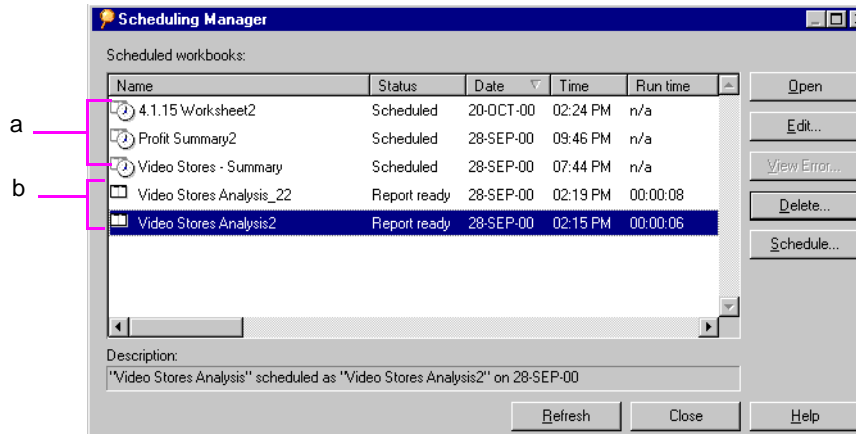 Scheduling Manager
Scheduled workbooks:
Name Status Date Time Run time Open
4.1.15 Worksheet2 Scheduled 20-OCT-00 02:24 PM n/a
a Edit...
Profit Summary2 Scheduled 28-SEP-00 09:46 PM n/a
Video Stores - Summary Scheduled 28-SEP-00 07:44 PM n/a View Error...
b Video Stores Analysis_22 Report ready 28-SEP-00 02:19 PM 00:00:08
Delete...
Video Stores Analysis2 Report ready 28-SEP-00 02:15 PM 00:00:06
Schedule...
Description:
"Video Stores Analysis" scheduled as "Video Stores Analysis2" on 28-SEP-00
Refresh Close Help